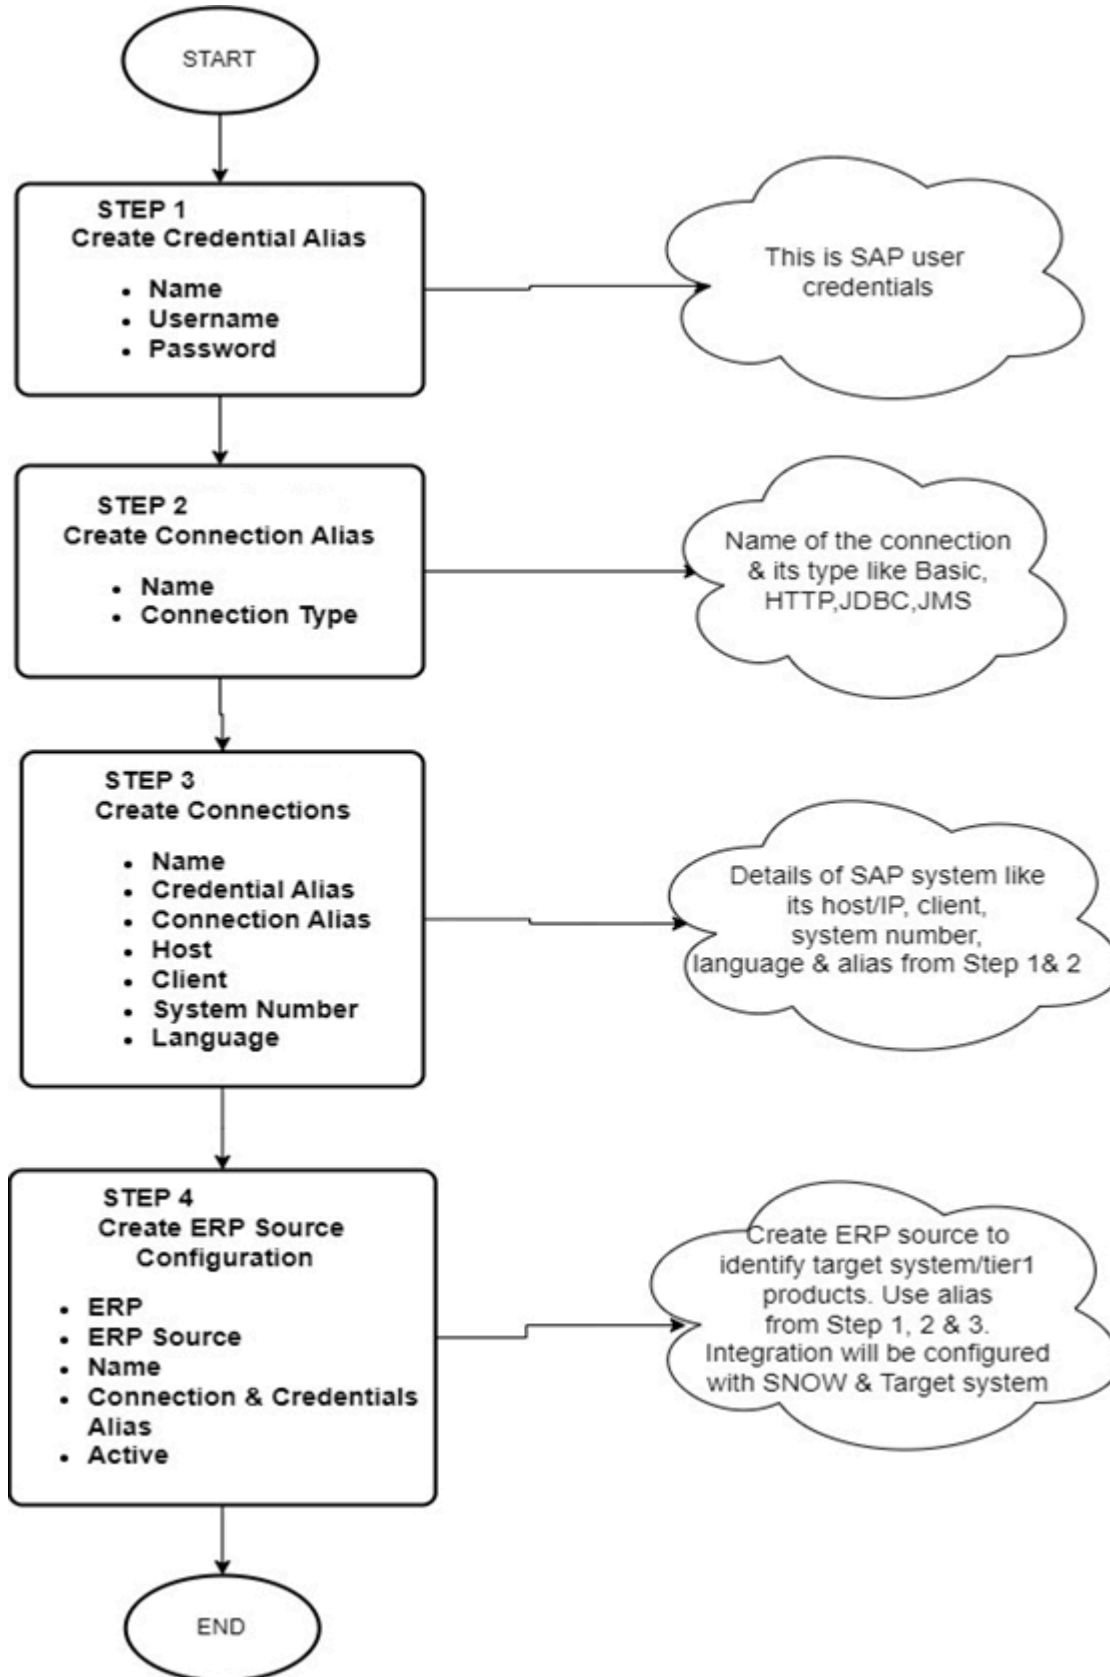 START
STEP 1
Create Credential Alias
• Name
• Username
• Password
This is SAP user
credentials
STEP 2
Create Connection Alias
• Name
• Connection Type
Name of the connection
& its type like Basic,
HTTP,JDBC,JMS
STEP 3
Create Connections
• Name
• Credential Alias
• Connection Alias
• Host
• Client
• System Number
• Language
Details of SAP system like
its host/IP, client,
system number,
language & alias from Step 1& 2
STEP 4
Create ERP Source
Configuration
• ERP
• ERP Source
• Name
• Connection & Credentials
Alias
• Active
Create ERP source to
identify target system/tier1
products. Use alias
from Step 1, 2 & 3.
Integration will be configured
with SNOW & Target system
END